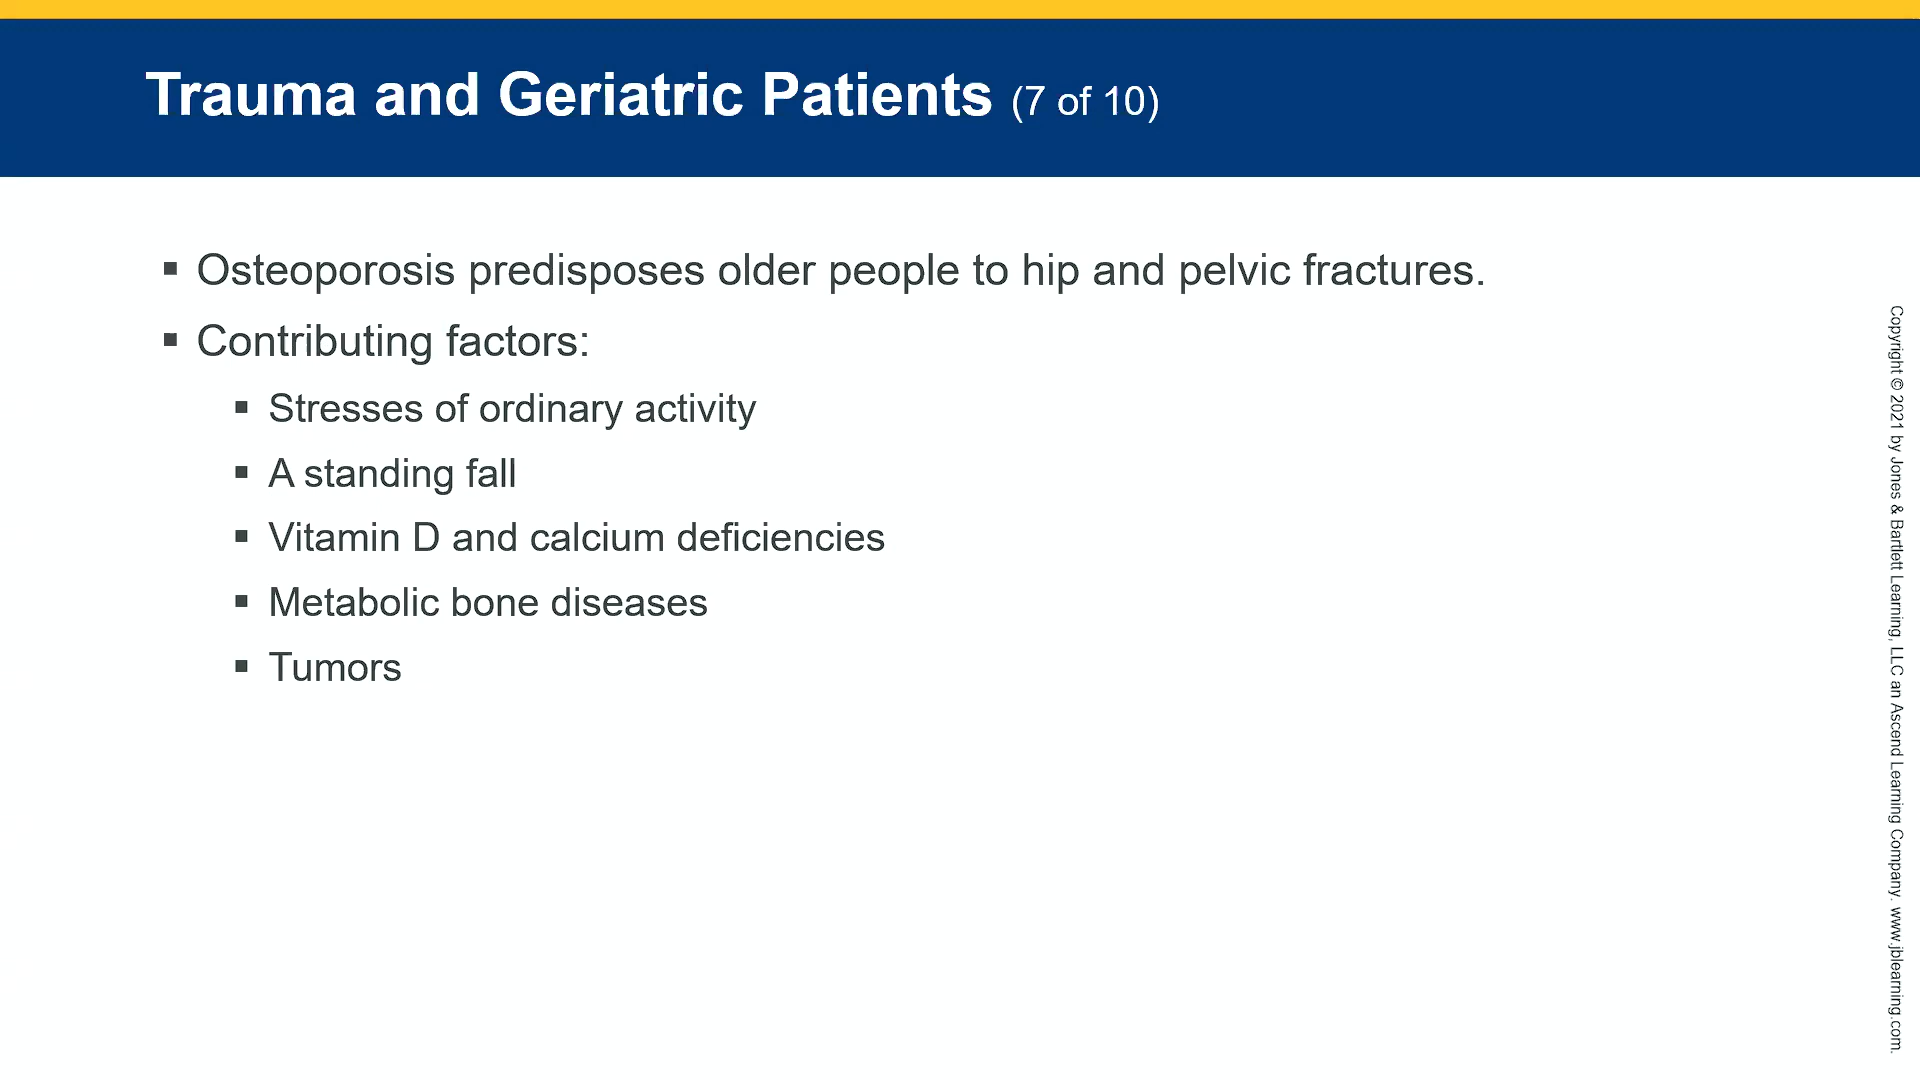 Trauma and Geriatric Patients (7 of 10)
▪ Osteoporosis predisposes older people to hip and pelvic fractures.
▪ Contributing factors:
▪ Stresses of ordinary activity
▪ A standing fall
▪ Vitamin D and calcium deficiencies
▪ Metabolic bone diseases
▪ Tumors
Copyright © 2021 by Jones & Bartlett Learning, LLC an Ascend Learning Company. www.jblearning.com.